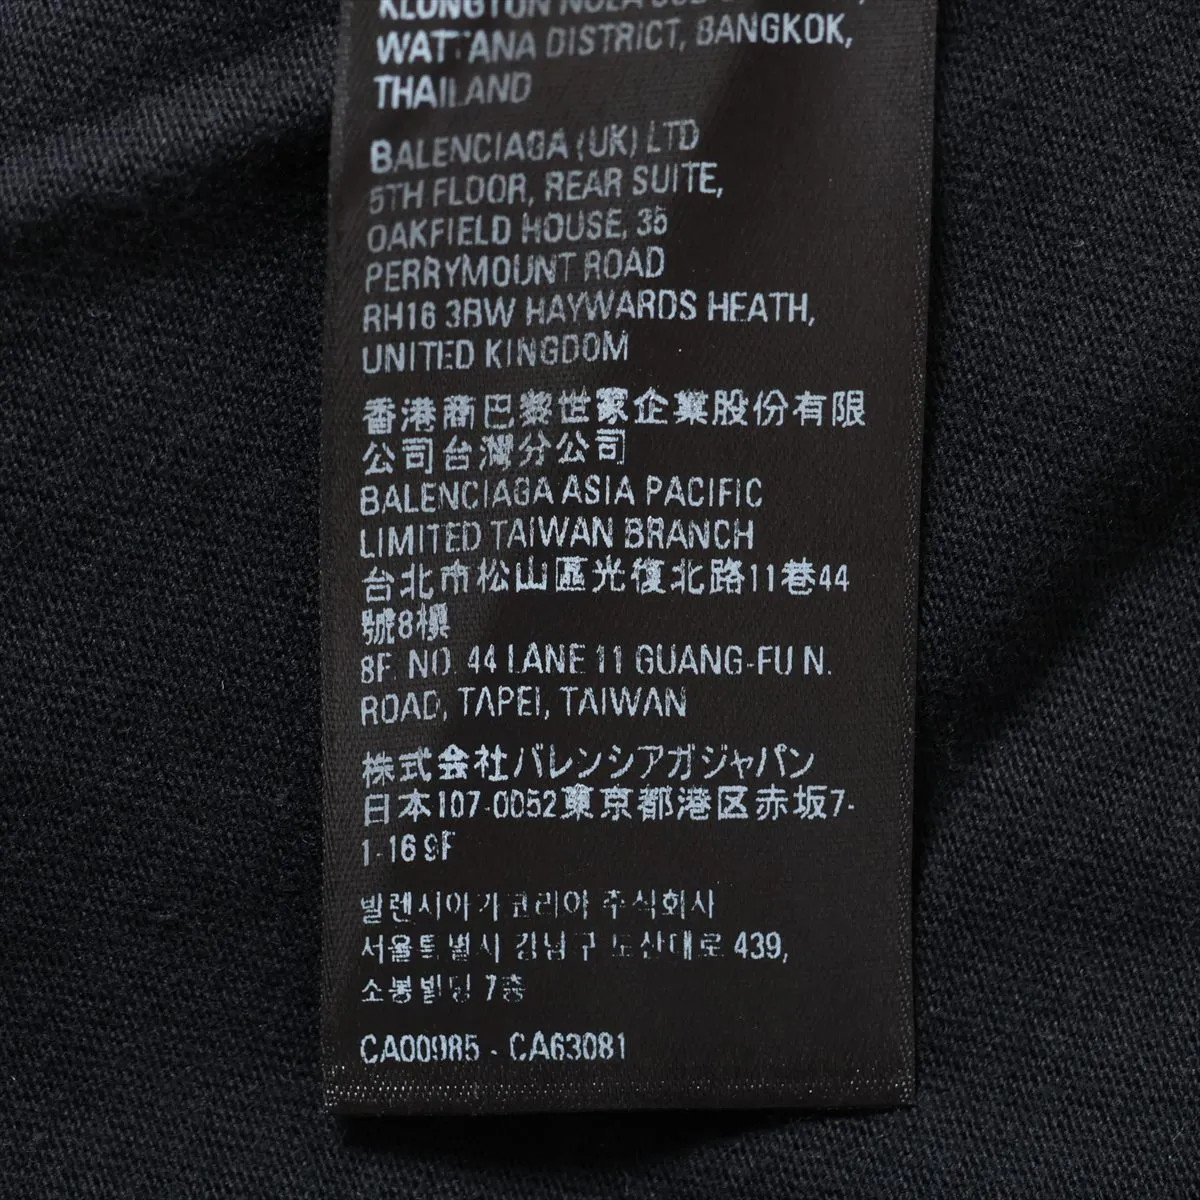 KLONGTON NUEA SUB
WATTANA DISTRICT, BANGKOK,
THAILAND
BALENCIAGA (UK) LTD
5TH FLOOR, REAR SUITE,
OAKFIELD HOUSE, 35
PERRYMOUNT ROAD
RH16 3BW HAYWARDS HEATH,
UNITED KINGDOM
香港商巴黎世家企業股份有限
公司台灣分公司
BALENCIAGA ASIA PACIFIC
LIMITED TAIWAN BRANCH
台北市松山區光復北路11巷44
號8樓
8F. NO. 44 LANE 11 GUANG-FU N.
ROAD, TAPEI, TAIWAN
株式会社バレンシアガジャパン
日本107-0052東京都港区赤坂7-
1-16 9F
발렌시아가코리아 주식회사
서울특별시 강남구 도산대로 439,
소봉빌딩 7층
CA00985 - CA63081